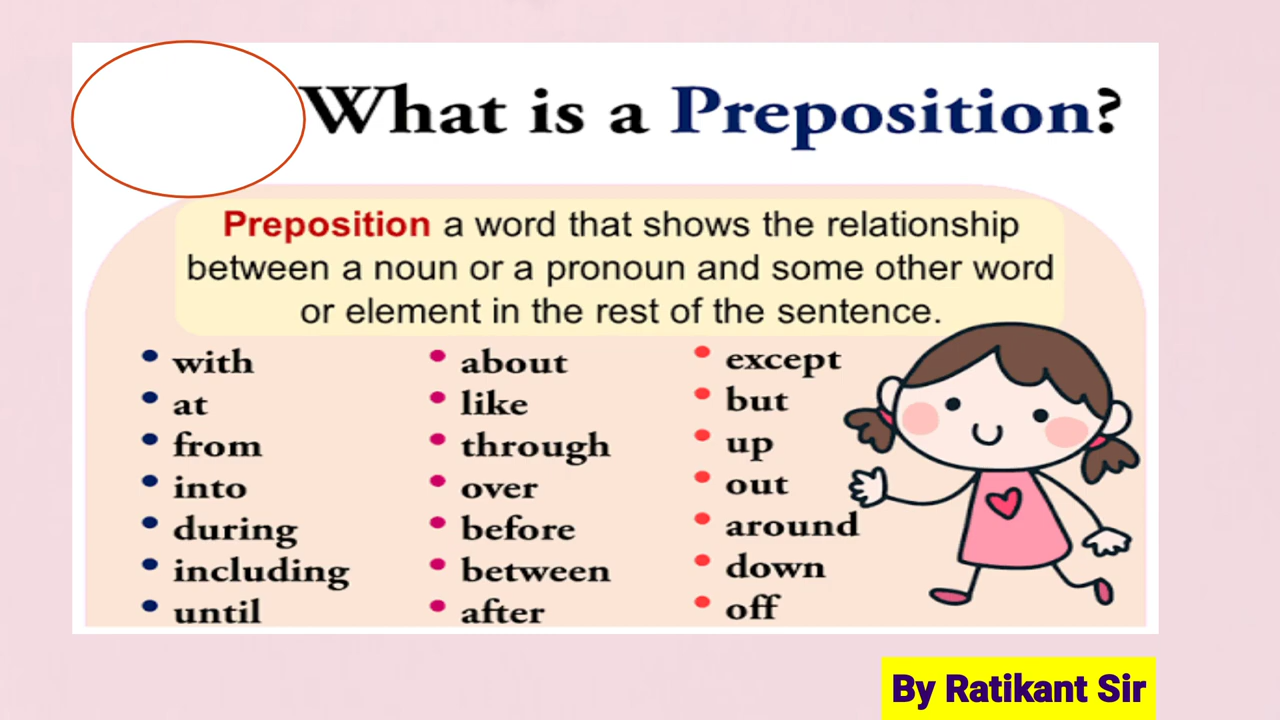 What is a Preposition?
Preposition a word that shows the relationship
between a noun or a pronoun and some other word
or element in the rest of the sentence.
with
at
from
into
during
including
until
about
like
through
over
before
between
after
except
but
up
out
around
down
off
By Ratikant Sir